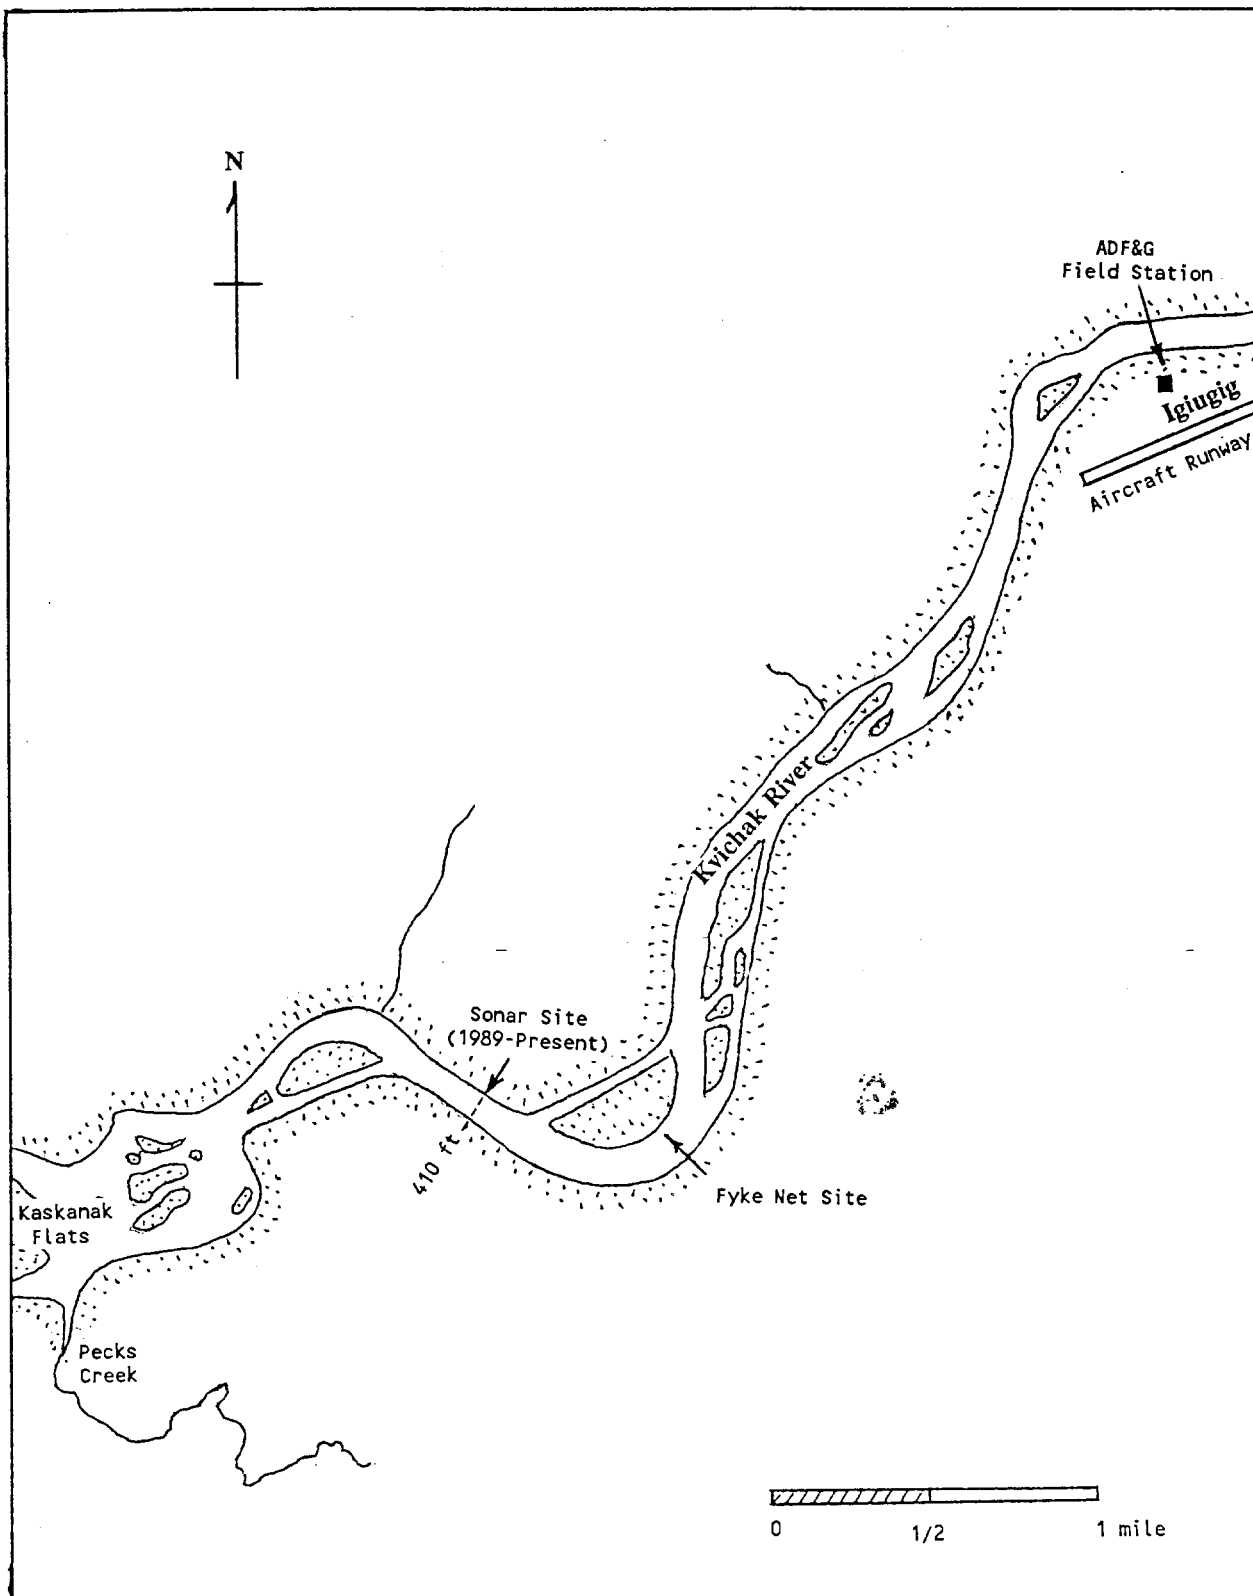 N
ADF&G
Field Station
Igiugig
Aircraft Runway
Kvichak River
Sonar Site
(1989-Present)
410 ft
Fyke Net Site
Kaskanak
Flats
Pecks
Creek
0 1/2 1 mile